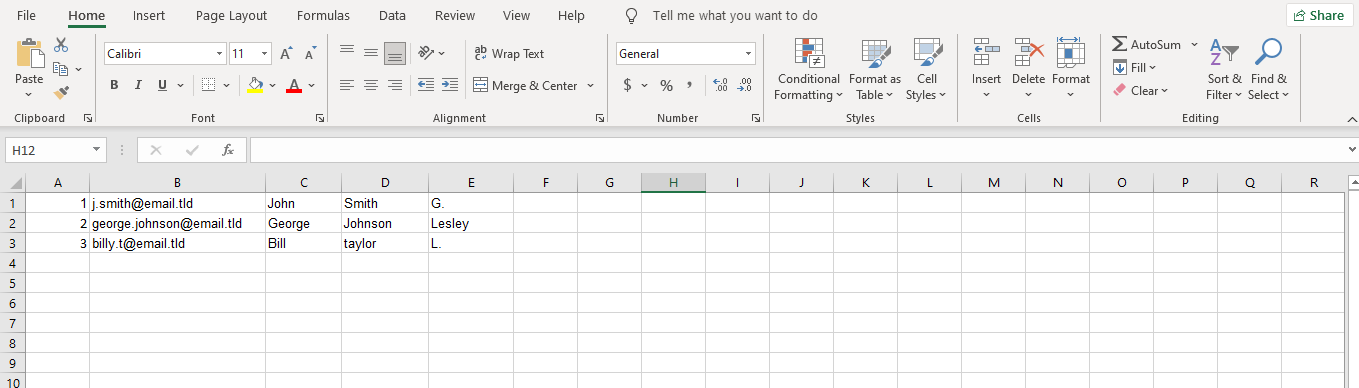 File Home Insert Page Layout Formulas Data Review View Help Tell me what you want to do Share
Calibri 11 ab Wrap Text General AutoSum
Paste Conditional Format as Cell Insert Delete Format Fill Sort & Find &
B I U A Merge & Center $ % , .00 .0 Formatting Table Styles Clear Filter Select
Clipboard Font Alignment Number Styles Cells Editing
H12 fx
A B C D E F G H I J K L M N O P Q R
1 1 j.smith@email.tld John Smith G.
2 2 george.johnson@email.tld George Johnson Lesley
3 3 billy.t@email.tld Bill taylor L.
4
5
6
7
8
9
10